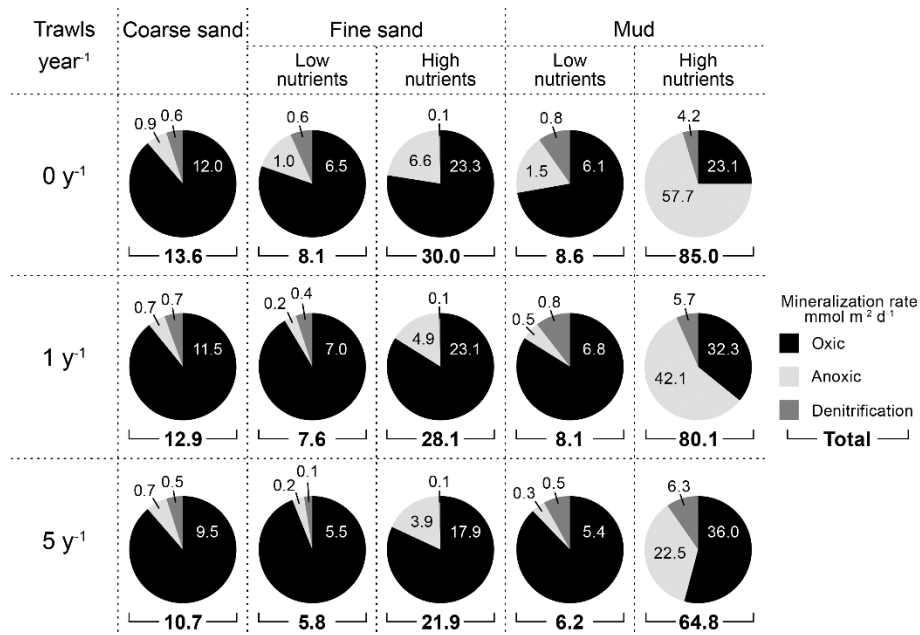 Trawls
year⁻¹
Coarse sand
Fine sand
Mud
Low
nutrients
High
nutrients
Low
nutrients
High
nutrients
0 y⁻¹
0.9
0.6
12.0
13.6
0.6
1.0
6.5
8.1
0.1
6.6
23.3
30.0
0.8
1.5
6.1
8.6
4.2
23.1
57.7
85.0
1 y⁻¹
0.7
0.7
11.5
12.9
0.2
0.4
7.0
7.6
0.1
4.9
23.1
28.1
0.5
0.8
6.8
8.1
5.7
32.3
42.1
80.1
5 y⁻¹
0.7
0.5
9.5
10.7
0.2
0.1
5.5
5.8
0.1
3.9
17.9
21.9
0.3
0.5
5.4
6.2
6.3
36.0
22.5
64.8
Mineralization rate
mmol m⁻² d⁻¹
Oxic
Anoxic
Denitrification
Total